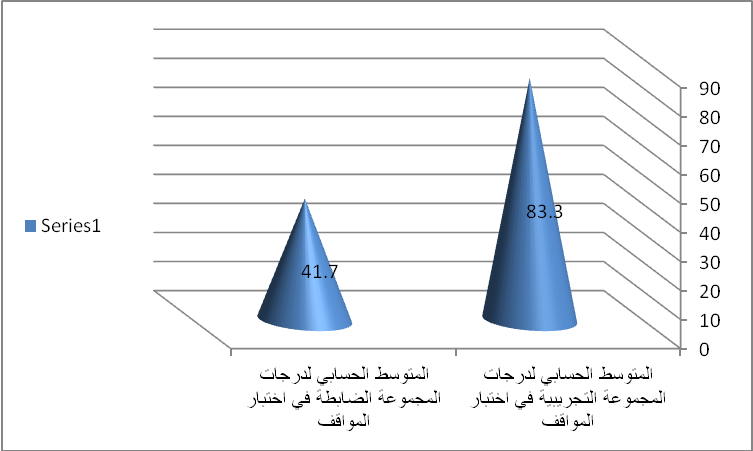 90
80
70
60
50
40
30
20
10
0
83.3
41.7
Series1
المتوسط الحسابي لدرجات
المجموعة التجريبية في اختبار
المواقف
المتوسط الحسابي لدرجات
المجموعة الضابطة في اختبار
المواقف